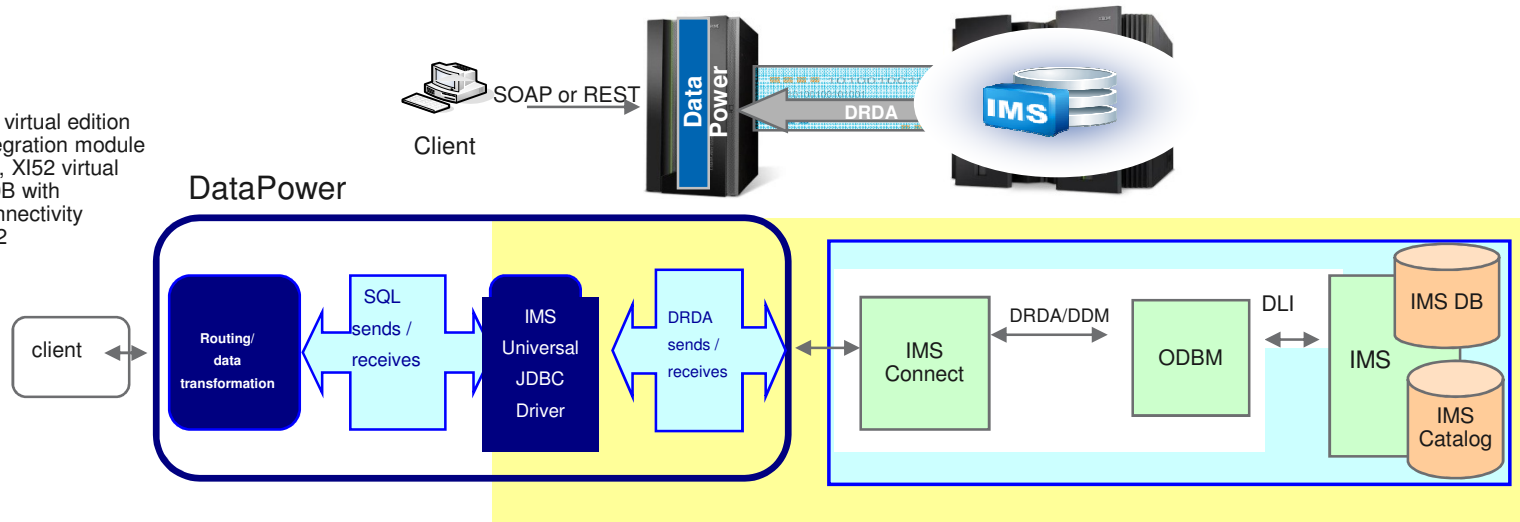 SOAP or REST
Client
Data
Power
DRDA
IMS
virtual edition
egration module
, XI52 virtual
DB with
nnectivity
2
DataPower
client
Routing/
data
transformation
SQL
sends /
receives
IMS
Universal
JDBC
Driver
DRDA
sends /
receives
IMS
Connect
DRDA/DDM
ODBM
DLI
IMS
IMS DB
IMS
Catalog